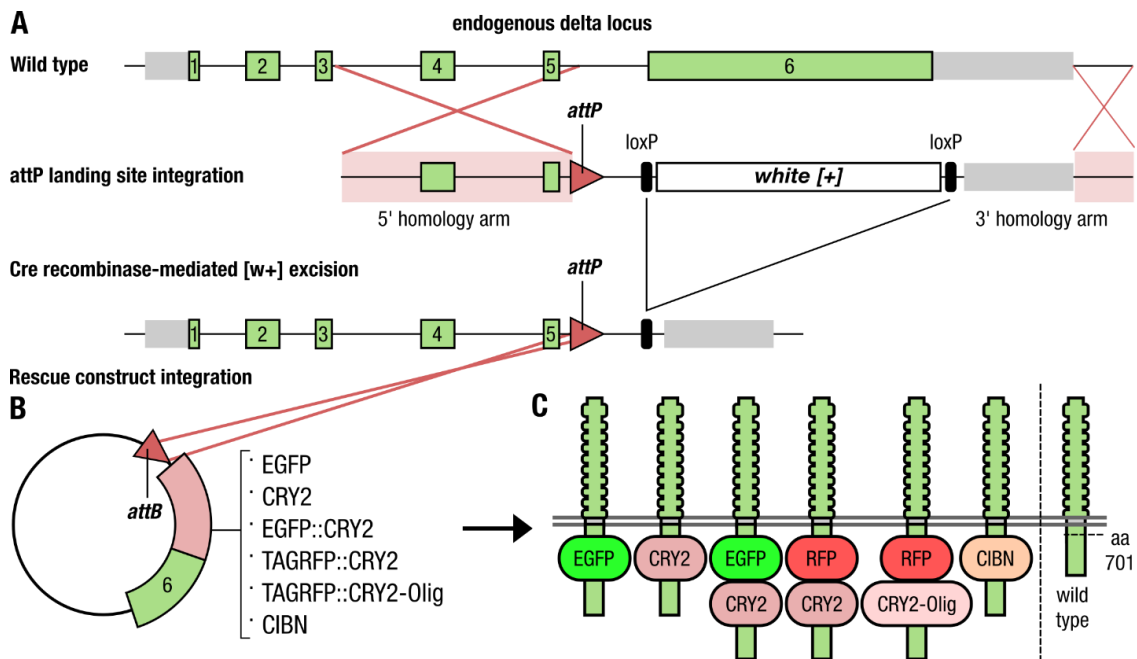 A
endogenous delta locus
Wild type
1 2 3 4 5 6
attP
loxP
loxP
attP landing site integration
white [+]
5' homology arm
3' homology arm
Cre recombinase-mediated [w+] excision
attP
1 2 3 4 5
Rescue construct integration
B
attB
6
· EGFP
· CRY2
· EGFP::CRY2
· TAGRFP::CRY2
· TAGRFP::CRY2-Olig
· CIBN
C
EGFP CRY2 EGFP RFP RFP CIBN
CRY2 CRY2 CRY2-Olig
aa
701
wild
type